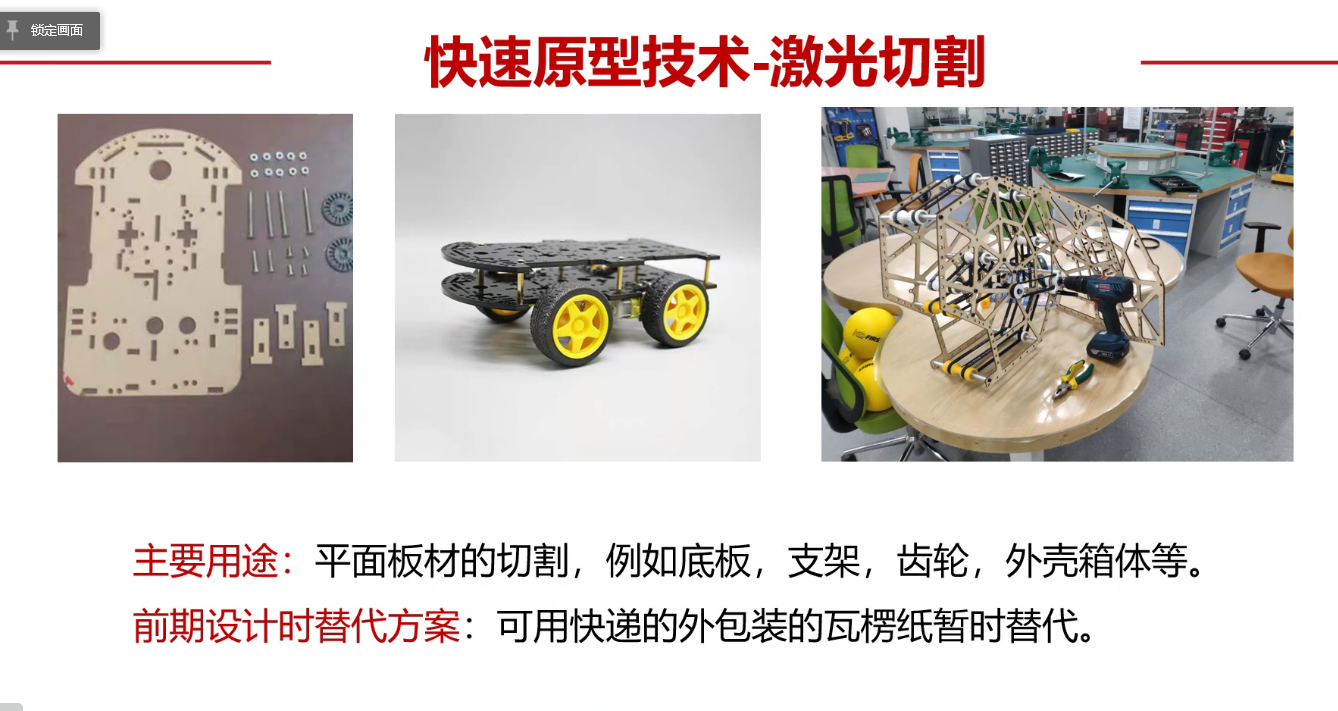 锁定画面
快速原型技术-激光切割
主要用途：平面板材的切割，例如底板，支架，齿轮，外壳箱体等。
前期设计时替代方案：可用快递的外包装的瓦楞纸暂时替代。